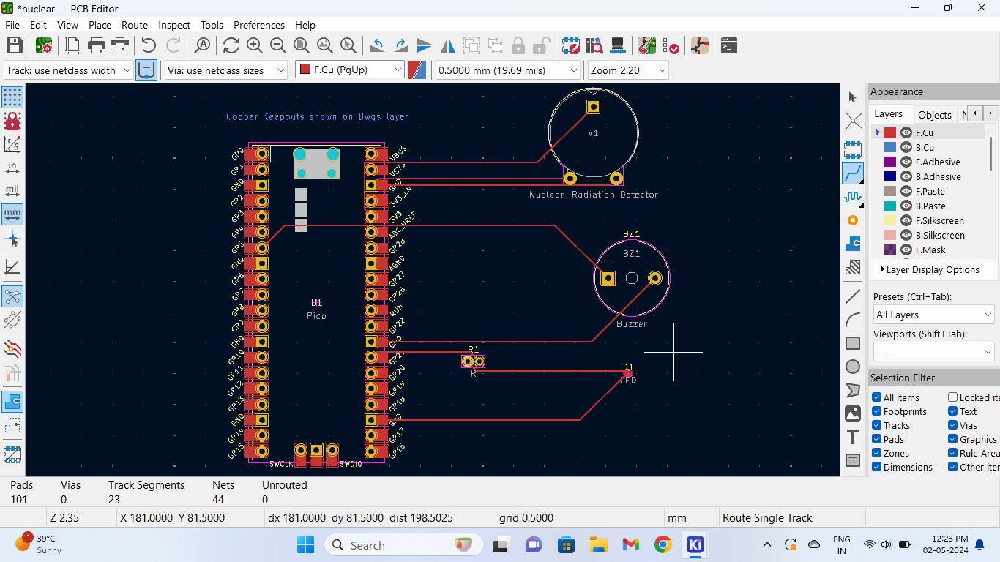 *nuclear — PCB Editor
File Edit View Place Route Inspect Tools Preferences Help
Track: use netclass width
Via: use netclass sizes
F.Cu (PgUp)
0.5000 mm (19.69 mils)
Zoom 2.20
in
mil
mm
Copper Keepouts shown on Dwgs layer
GP0
GP1
GND
GP2
GP3
GP4
GP5
GND
GP6
GP7
GP8
GP9
GND
GP10
GP11
GP12
GP13
GND
GP14
GP15
VBUS
VSYS
GND
3V3_EN
3V3
ADC_VREF
GP28
AGND
GP27
GP26
RUN
GP22
GND
GP21
GP20
GP19
GP18
GND
GP17
GP16
U1
Pico
SWCLK
SWDIO
V1
Nuclear-Radiation_Detector
BZ1
BZ1
+
Buzzer
R1
R
D1
LED
Appearance
Layers Objects
F.Cu
B.Cu
F.Adhesive
B.Adhesive
F.Paste
B.Paste
F.Silkscreen
B.Silkscreen
F.Mask
Layer Display Options
Presets (Ctrl+Tab):
All Layers
Viewports (Shift+Tab):
---
Selection Filter
All items Locked ite
Footprints Text
Tracks Vias
Pads Graphics
Zones Rule Area
Dimensions Other iter
Pads Vias Track Segments Nets Unrouted
101 0 23 44 0
Z 2.35 X 181.0000 Y 81.5000 dx 181.0000 dy 81.5000 dist 198.5025 grid 0.5000 mm Route Single Track
1
39°C
Sunny
Search
Ki
ENG
IN
12:23 PM
02-05-2024